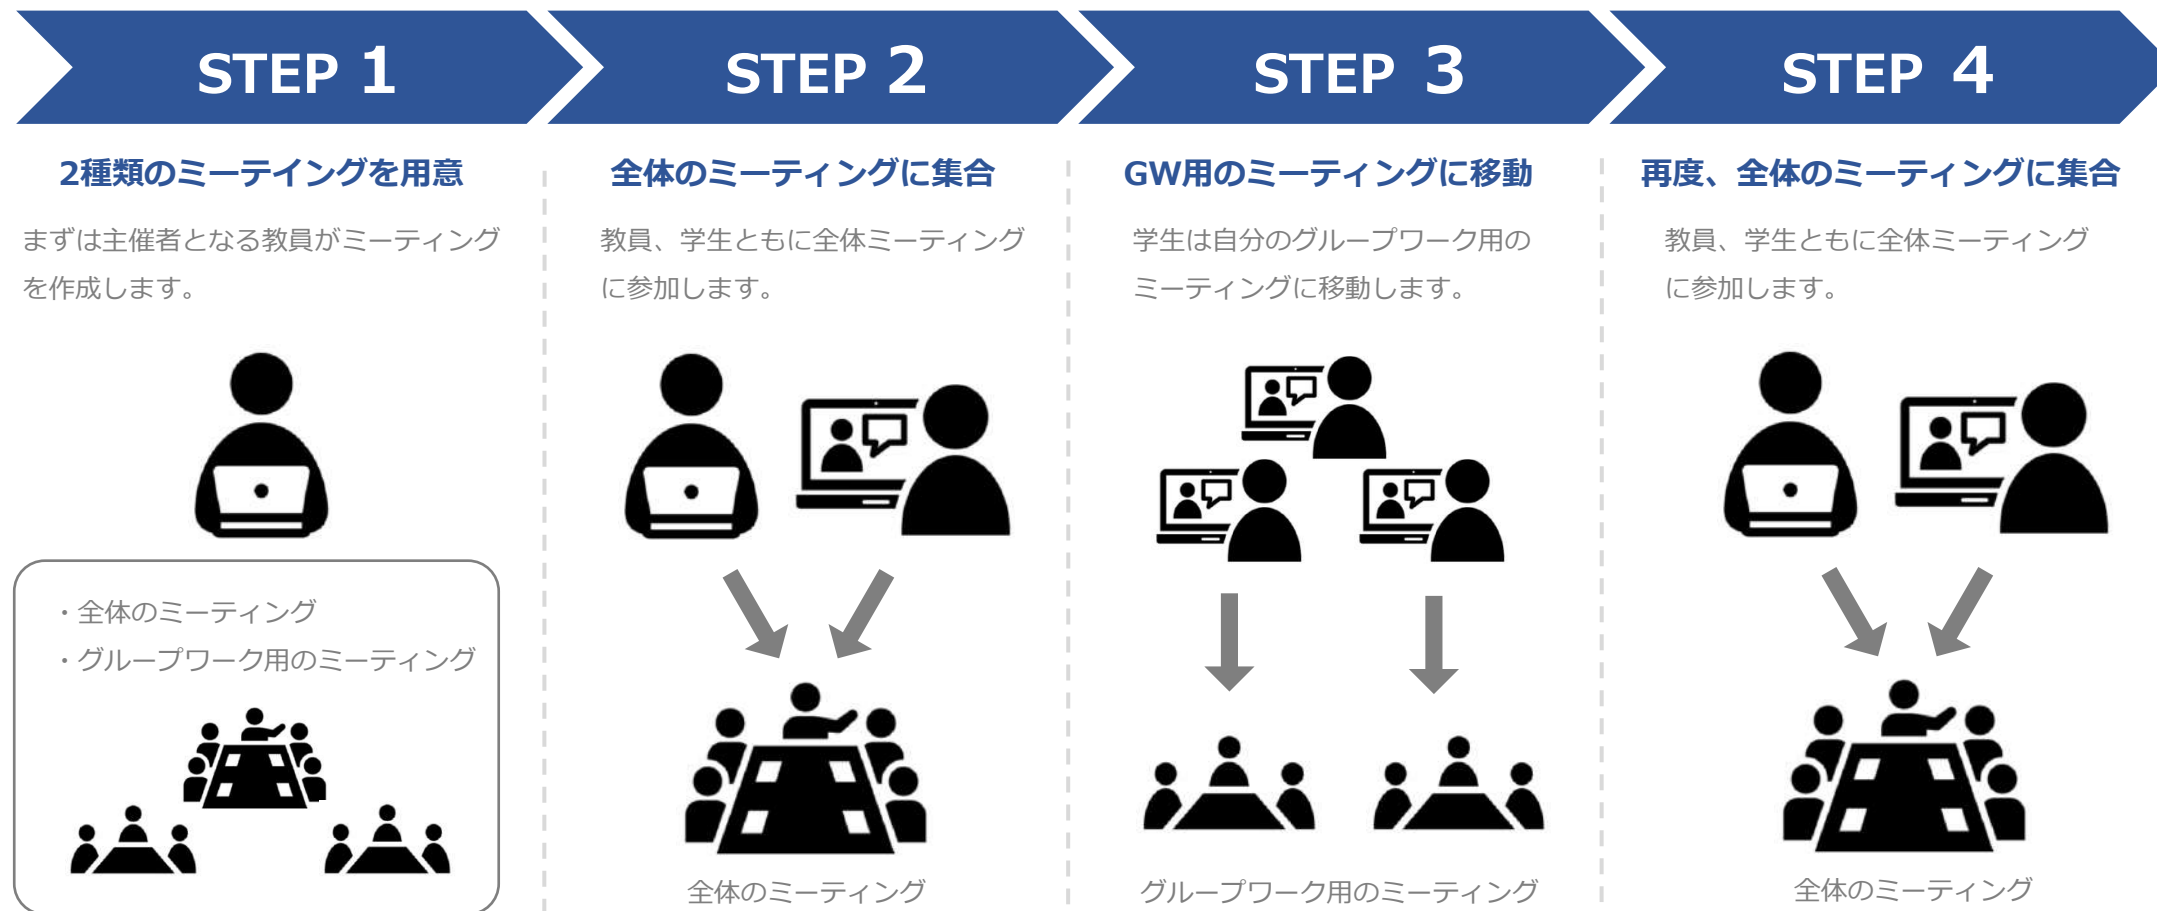 STEP 1
STEP 2
STEP 3
STEP 4
2種類のミーテイングを用意
まずは主催者となる教員がミーティング
を作成します。
・全体のミーティング
・グループワーク用のミーティング
全体のミーティングに集合
教員、学生ともに全体ミーティング
に参加します。
全体のミーティング
GW用のミーティングに移動
学生は自分のグループワーク用の
ミーティングに移動します。
グループワーク用のミーティング
再度、全体のミーティングに集合
教員、学生ともに全体ミーティング
に参加します。
全体のミーティング